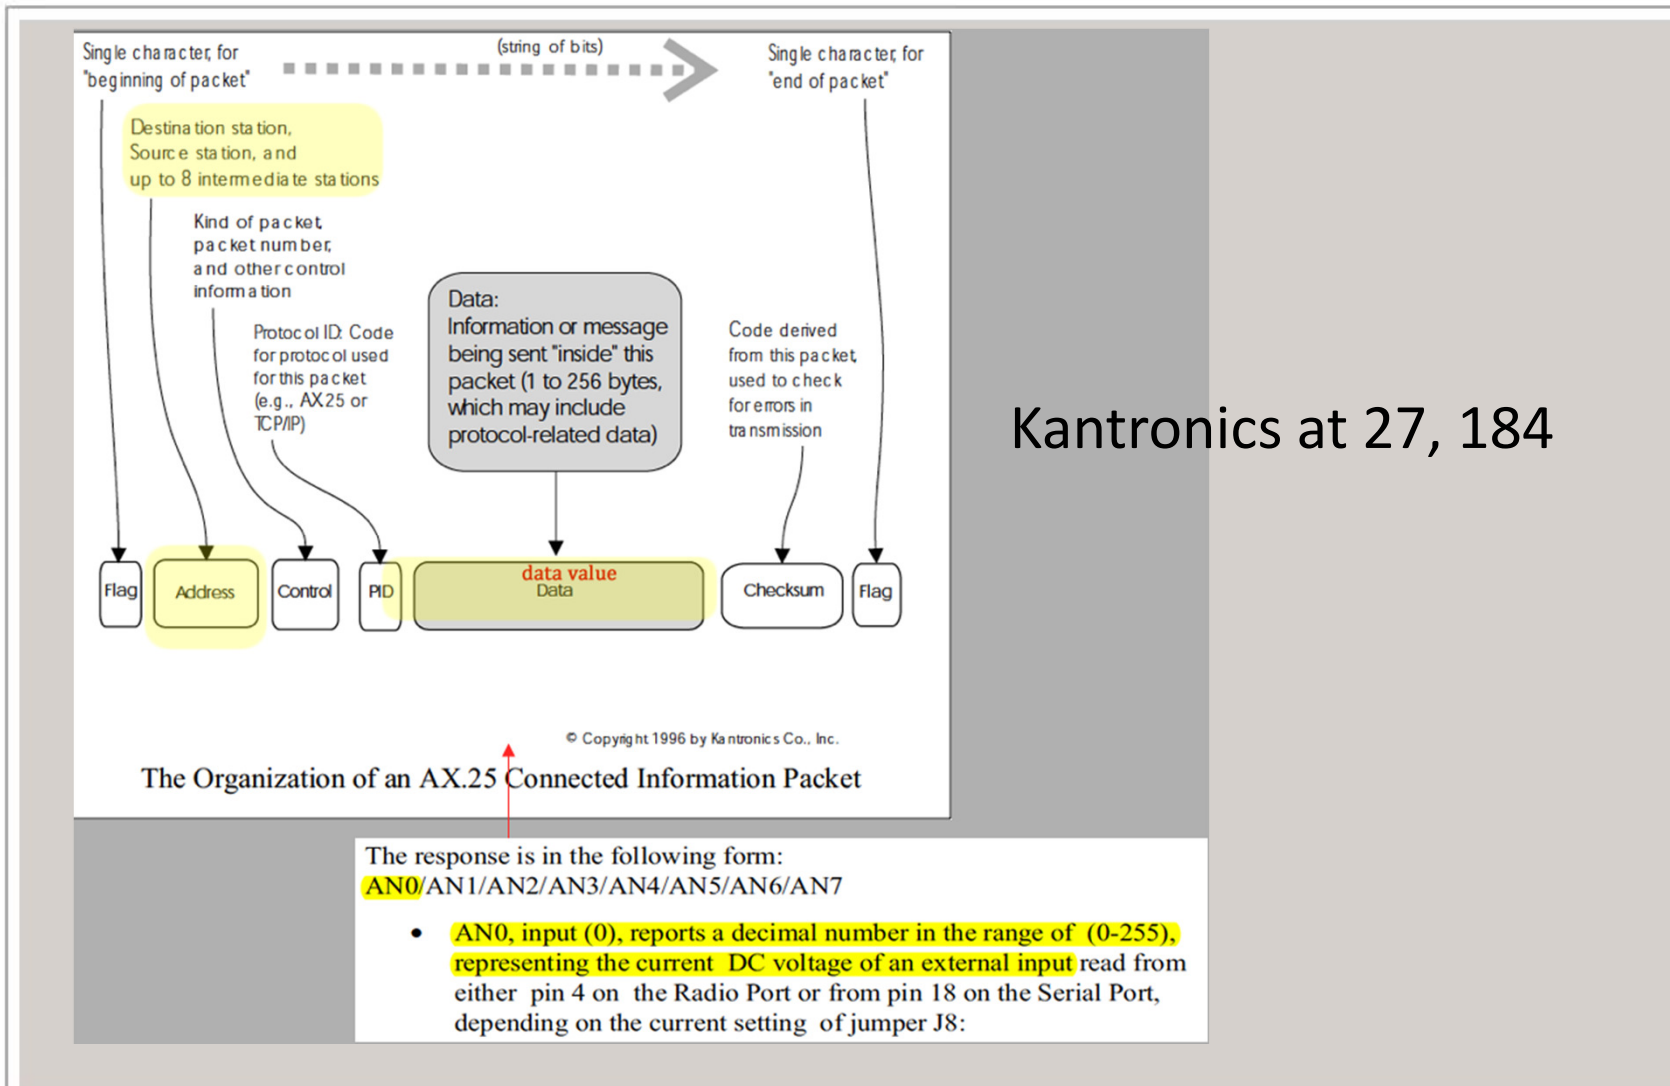 Single character, for
"beginning of packet"
(string of bits)
Single character, for
"end of packet"
Destination station,
Source station, and
up to 8 intermediate stations
Kind of packet,
packet number,
and other control
information
Protocol ID: Code
for protocol used
for this packet
(e.g., AX.25 or
TCP/IP)
Data:
Information or message
being sent "inside" this
packet (1 to 256 bytes,
which may include
protocol-related data)
Code derived
from this packet,
used to check
for errors in
transmission
Kantronics at 27, 184
Flag
Address
Control
PID
data value
Data
Checksum
Flag
© Copyright 1996 by Kantronics Co., Inc.
The Organization of an AX.25 Connected Information Packet
The response is in the following form:
AN0/AN1/AN2/AN3/AN4/AN5/AN6/AN7
• AN0, input (0), reports a decimal number in the range of (0-255),
representing the current DC voltage of an external input read from
either pin 4 on the Radio Port or from pin 18 on the Serial Port,
depending on the current setting of jumper J8: